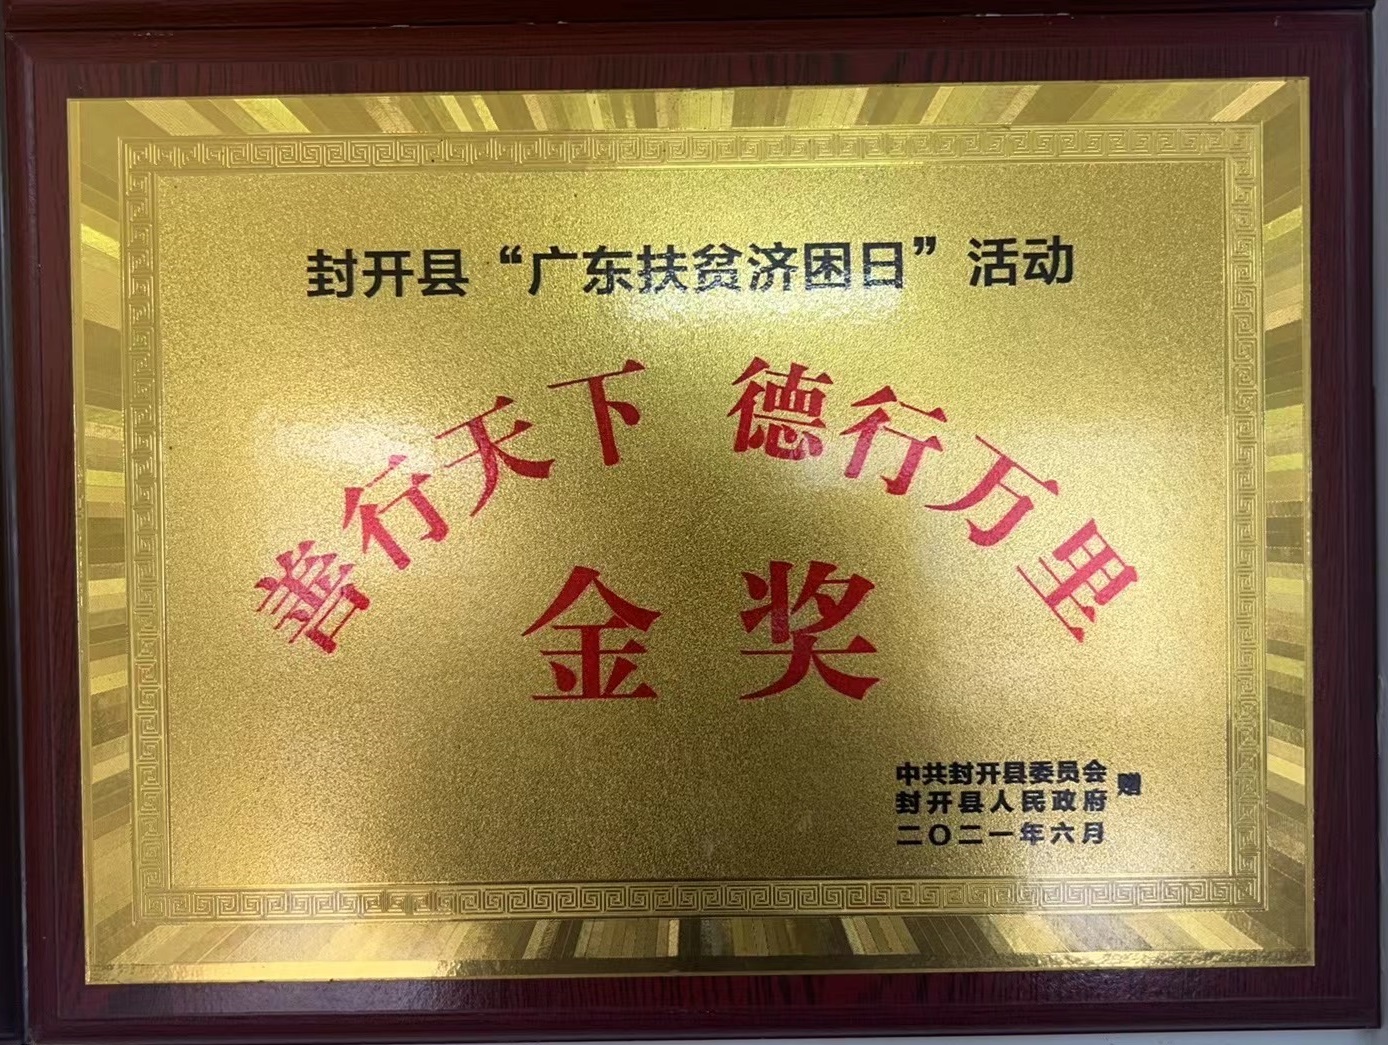 封开县“广东扶贫济困日”活动
善行天下 德行万里
金奖
中共封开县委员会
封开县人民政府 赠
二〇二一年六月